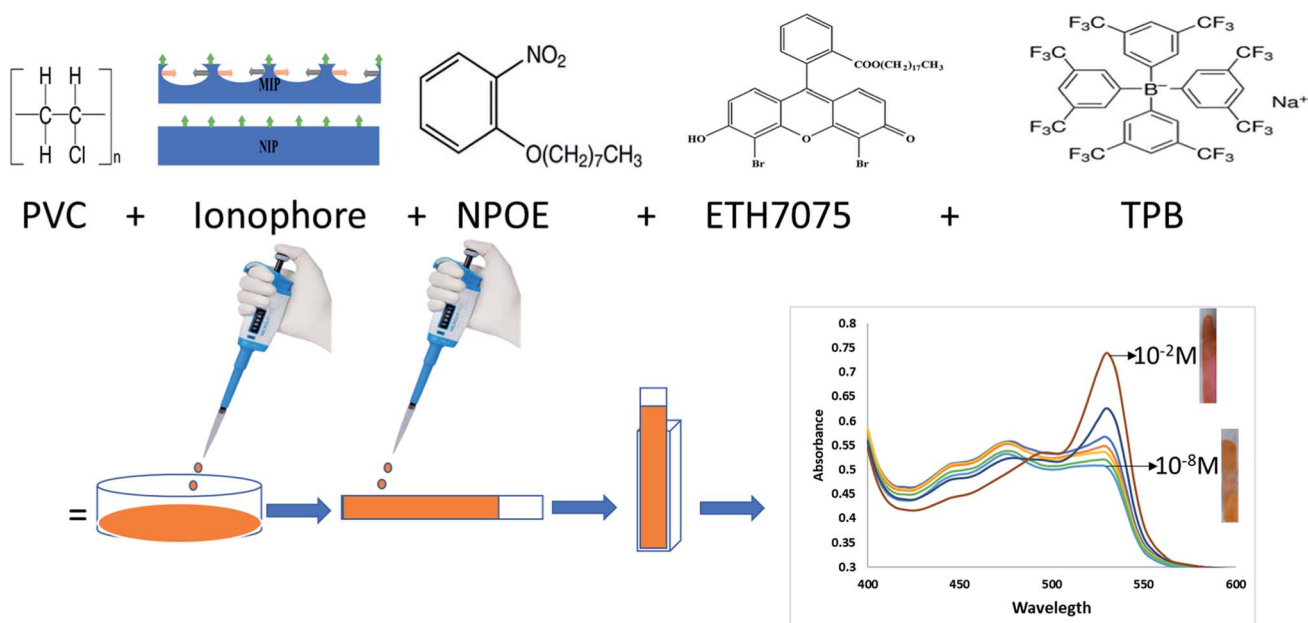 H H
C C
H Cl
n
MIP
NIP
NO₂
O(CH₂)₇CH₃
COO(CH₂)₁₇CH₃
HO
O
O
Br
Br
CF₃
CF₃
F₃C
CF₃
B⁻
Na⁺
F₃C
CF₃
CF₃
CF₃
PVC + Ionophore + NPOE + ETH7075 + TPB
=
0.8
0.75
0.7
0.65
0.6
0.55
0.5
0.45
0.4
0.35
0.3
Absorbance
10⁻²M
10⁻⁸M
400 450 500 550 600
Wavelegth